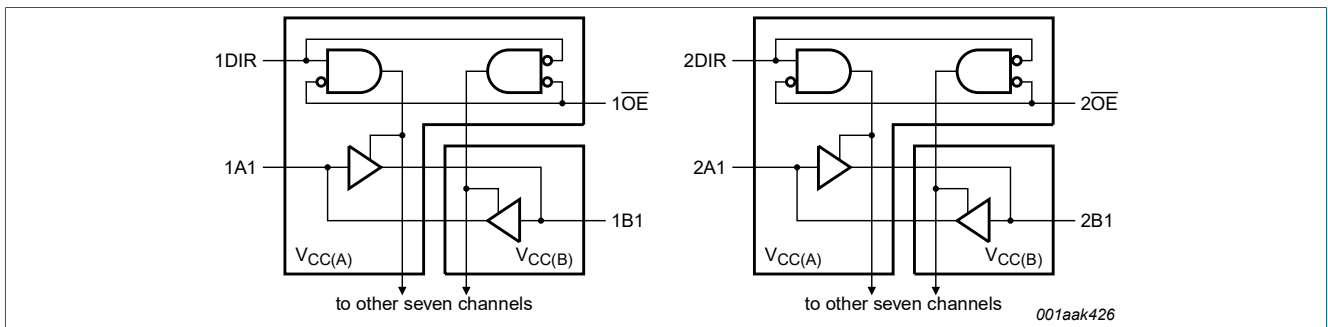 1DIR
1OE
1A1
1B1
VCC(A)
VCC(B)
to other seven channels
2DIR
2OE
2A1
2B1
VCC(A)
VCC(B)
to other seven channels
001aak426